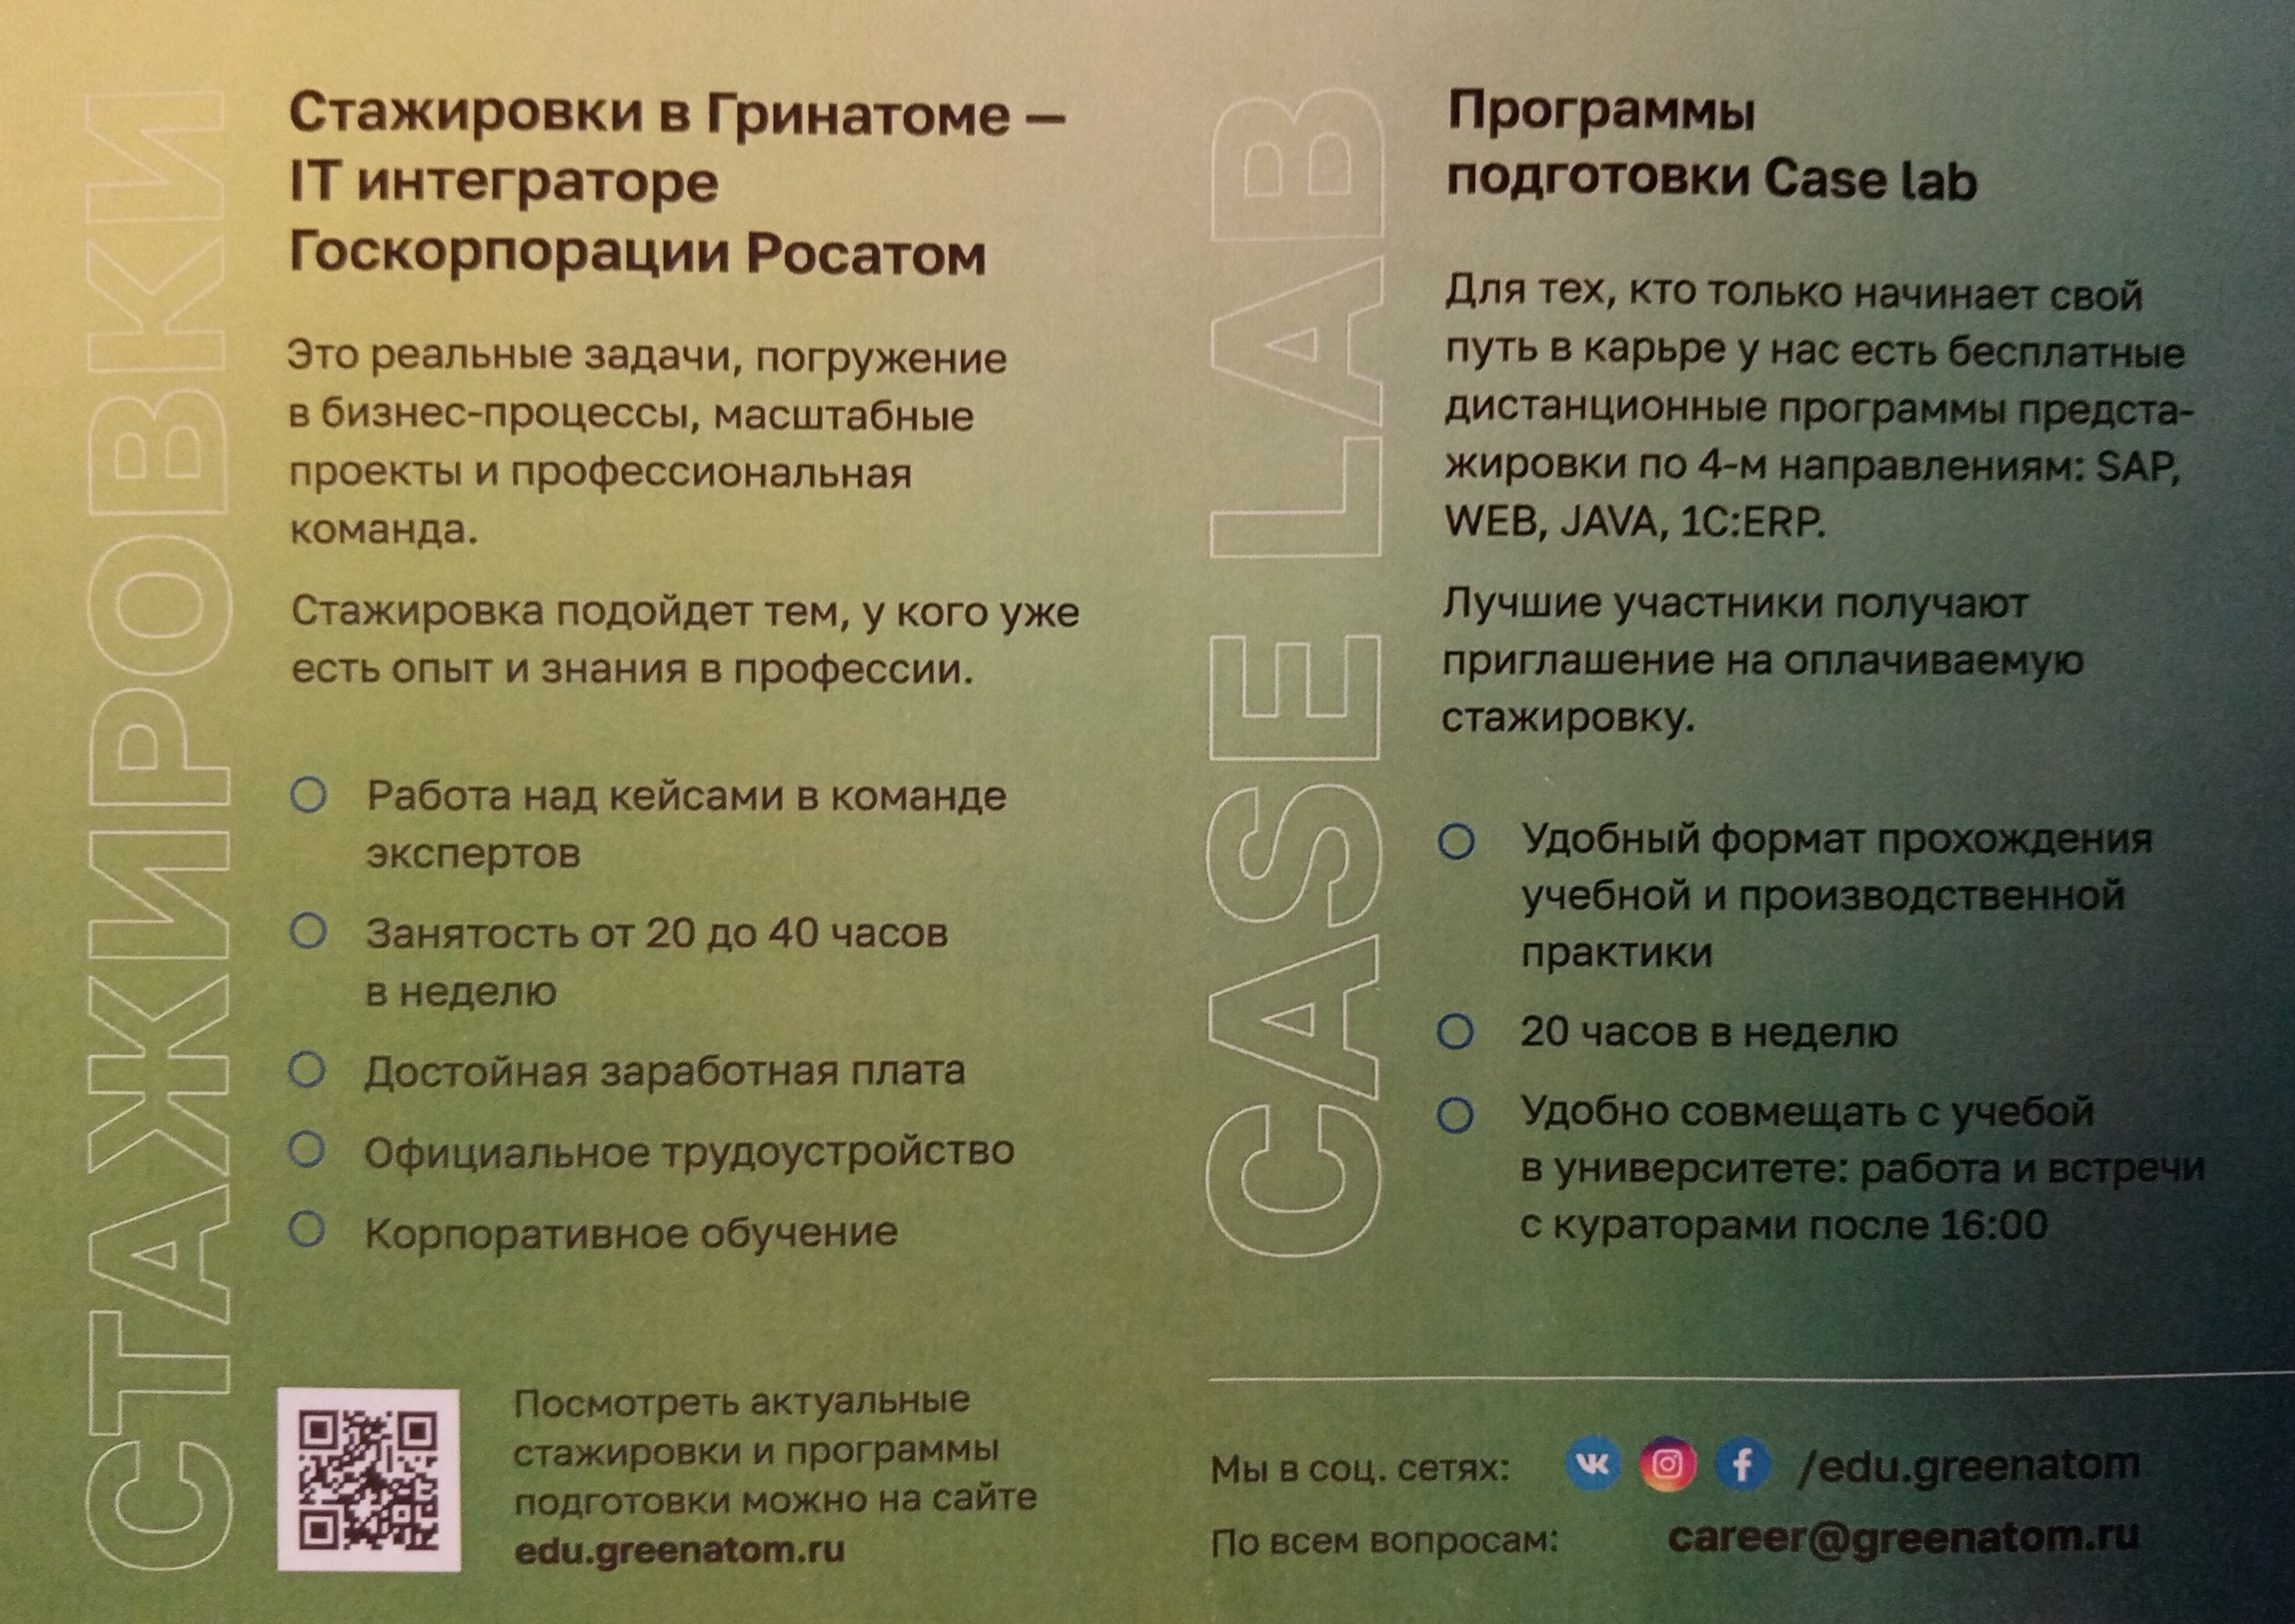 СТАЖИРОВКИ
Стажировки в Гринатоме —
IT интеграторе
Госкорпорации Росатом
Это реальные задачи, погружение
в бизнес-процессы, масштабные
проекты и профессиональная
команда.
Стажировка подойдет тем, у кого уже
есть опыт и знания в профессии.
Работа над кейсами в команде
экспертов
Занятость от 20 до 40 часов
в неделю
Достойная заработная плата
Официальное трудоустройство
Корпоративное обучение
Посмотреть актуальные
стажировки и программы
подготовки можно на сайте
edu.greenatom.ru
CASE LAB
Программы
подготовки Case lab
Для тех, кто только начинает свой
путь в карьре у нас есть бесплатные
дистанционные программы предста-
жировки по 4-м направлениям: SAP,
WEB, JAVA, 1C:ERP.
Лучшие участники получают
приглашение на оплачиваемую
стажировку.
Удобный формат прохождения
учебной и производственной
практики
20 часов в неделю
Удобно совмещать с учебой
в университете: работа и встречи
с кураторами после 16:00
Мы в соц. сетях: /edu.greenatom
По всем вопросам: career@greenatom.ru